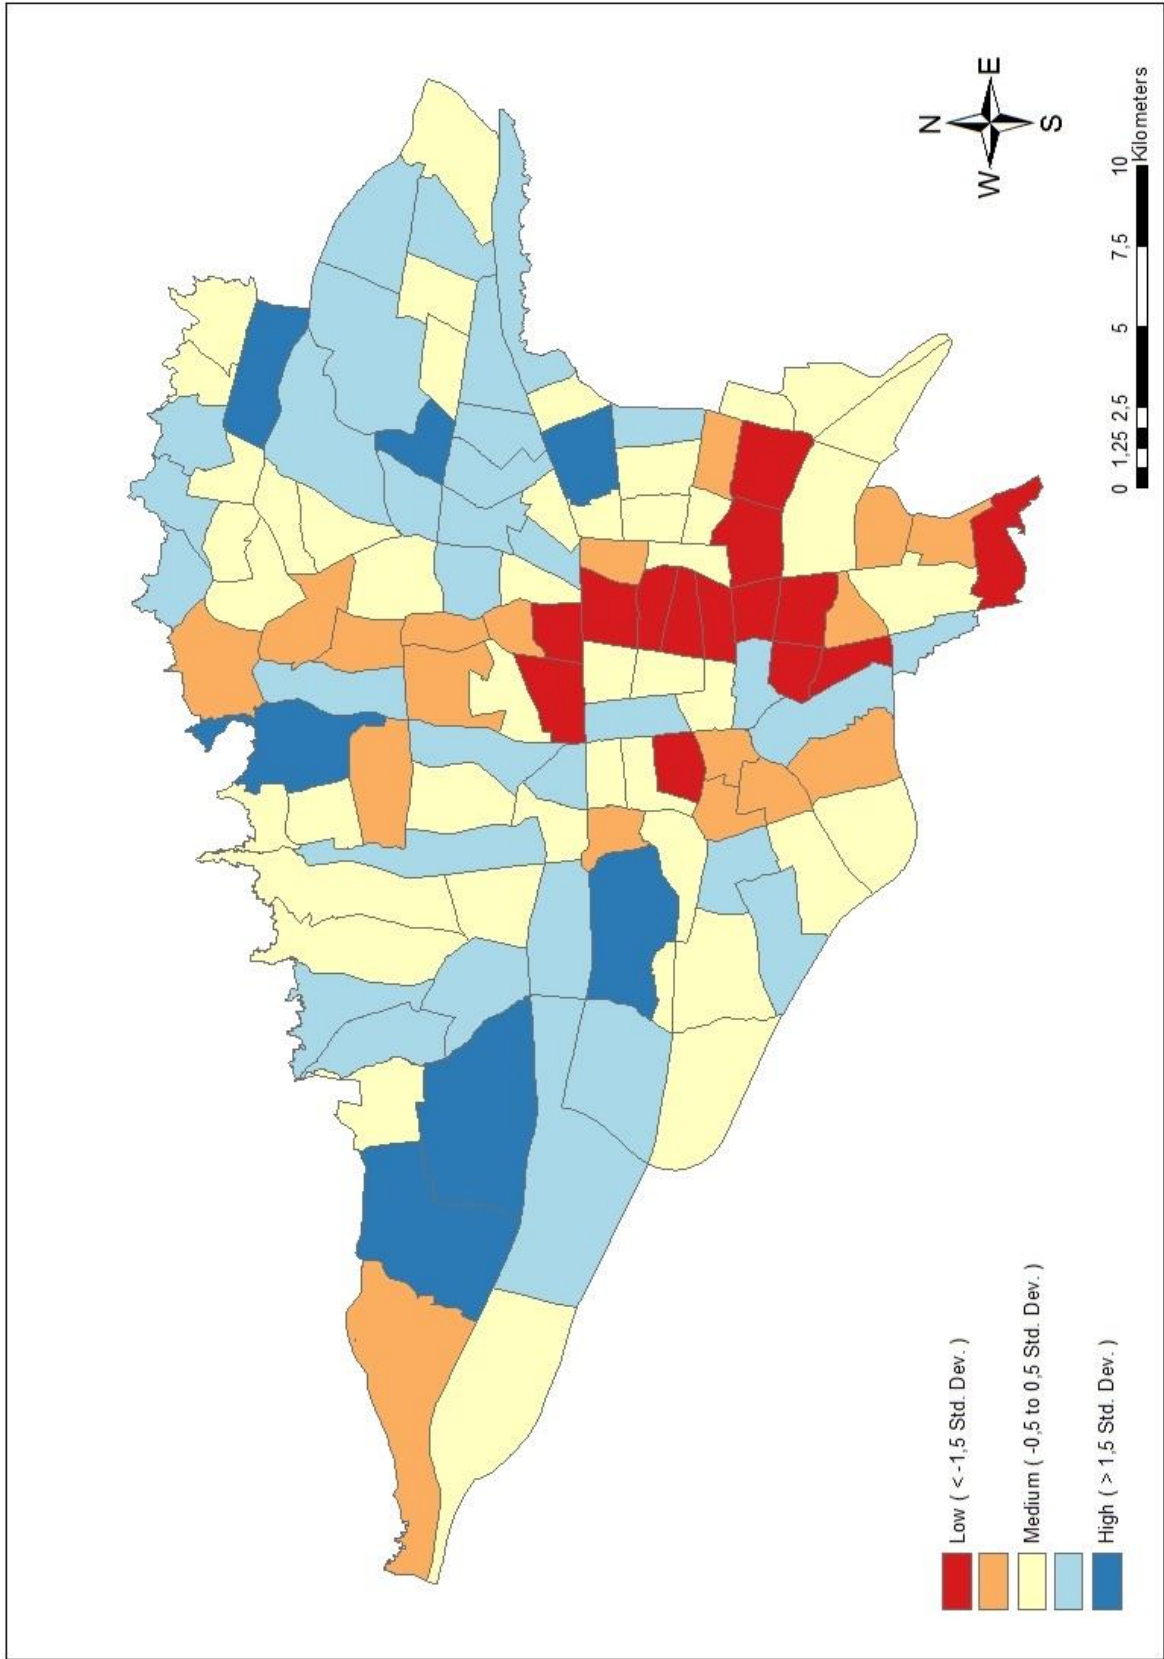 N
W E
S
0 1,25 2,5 5 7,5 10
Kilometers
Low ( < -1,5 Std. Dev. )
Medium ( -0,5 to 0,5 Std. Dev. )
High ( > 1,5 Std. Dev. )